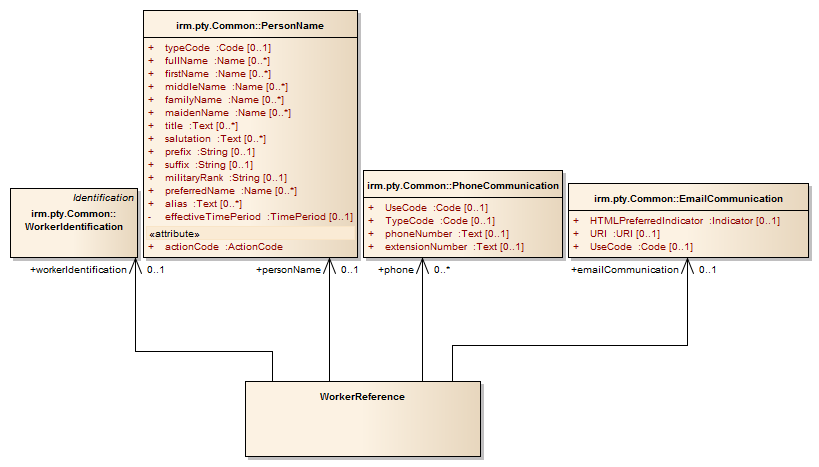 irm.pty.Common::PersonName
+ typeCode :Code [0..1]
+ fullName :Name [0..*]
+ firstName :Name [0..*]
+ middleName :Name [0..*]
+ familyName :Name [0..*]
+ maidenName :Name [0..*]
+ title :Text [0..*]
+ salutation :Text [0..*]
+ prefix :String [0..1]
+ suffix :String [0..1]
+ militaryRank :String [0..1]
+ preferredName :Name [0..*]
+ alias :Text [0..*]
- effectiveTimePeriod :TimePeriod [0..1]
«attribute»
+ actionCode :ActionCode
Identification
irm.pty.Common::
WorkerIdentification
irm.pty.Common::PhoneCommunication
+ UseCode :Code [0..1]
+ TypeCode :Code [0..1]
+ phoneNumber :Text [0..1]
+ extensionNumber :Text [0..1]
irm.pty.Common::EmailCommunication
+ HTMLPreferredIndicator :Indicator [0..1]
+ URI :URI [0..1]
+ UseCode :Code [0..1]
+workerIdentification 0..1
+personName 0..1
+phone 0..*
+emailCommunication 0..1
WorkerReference